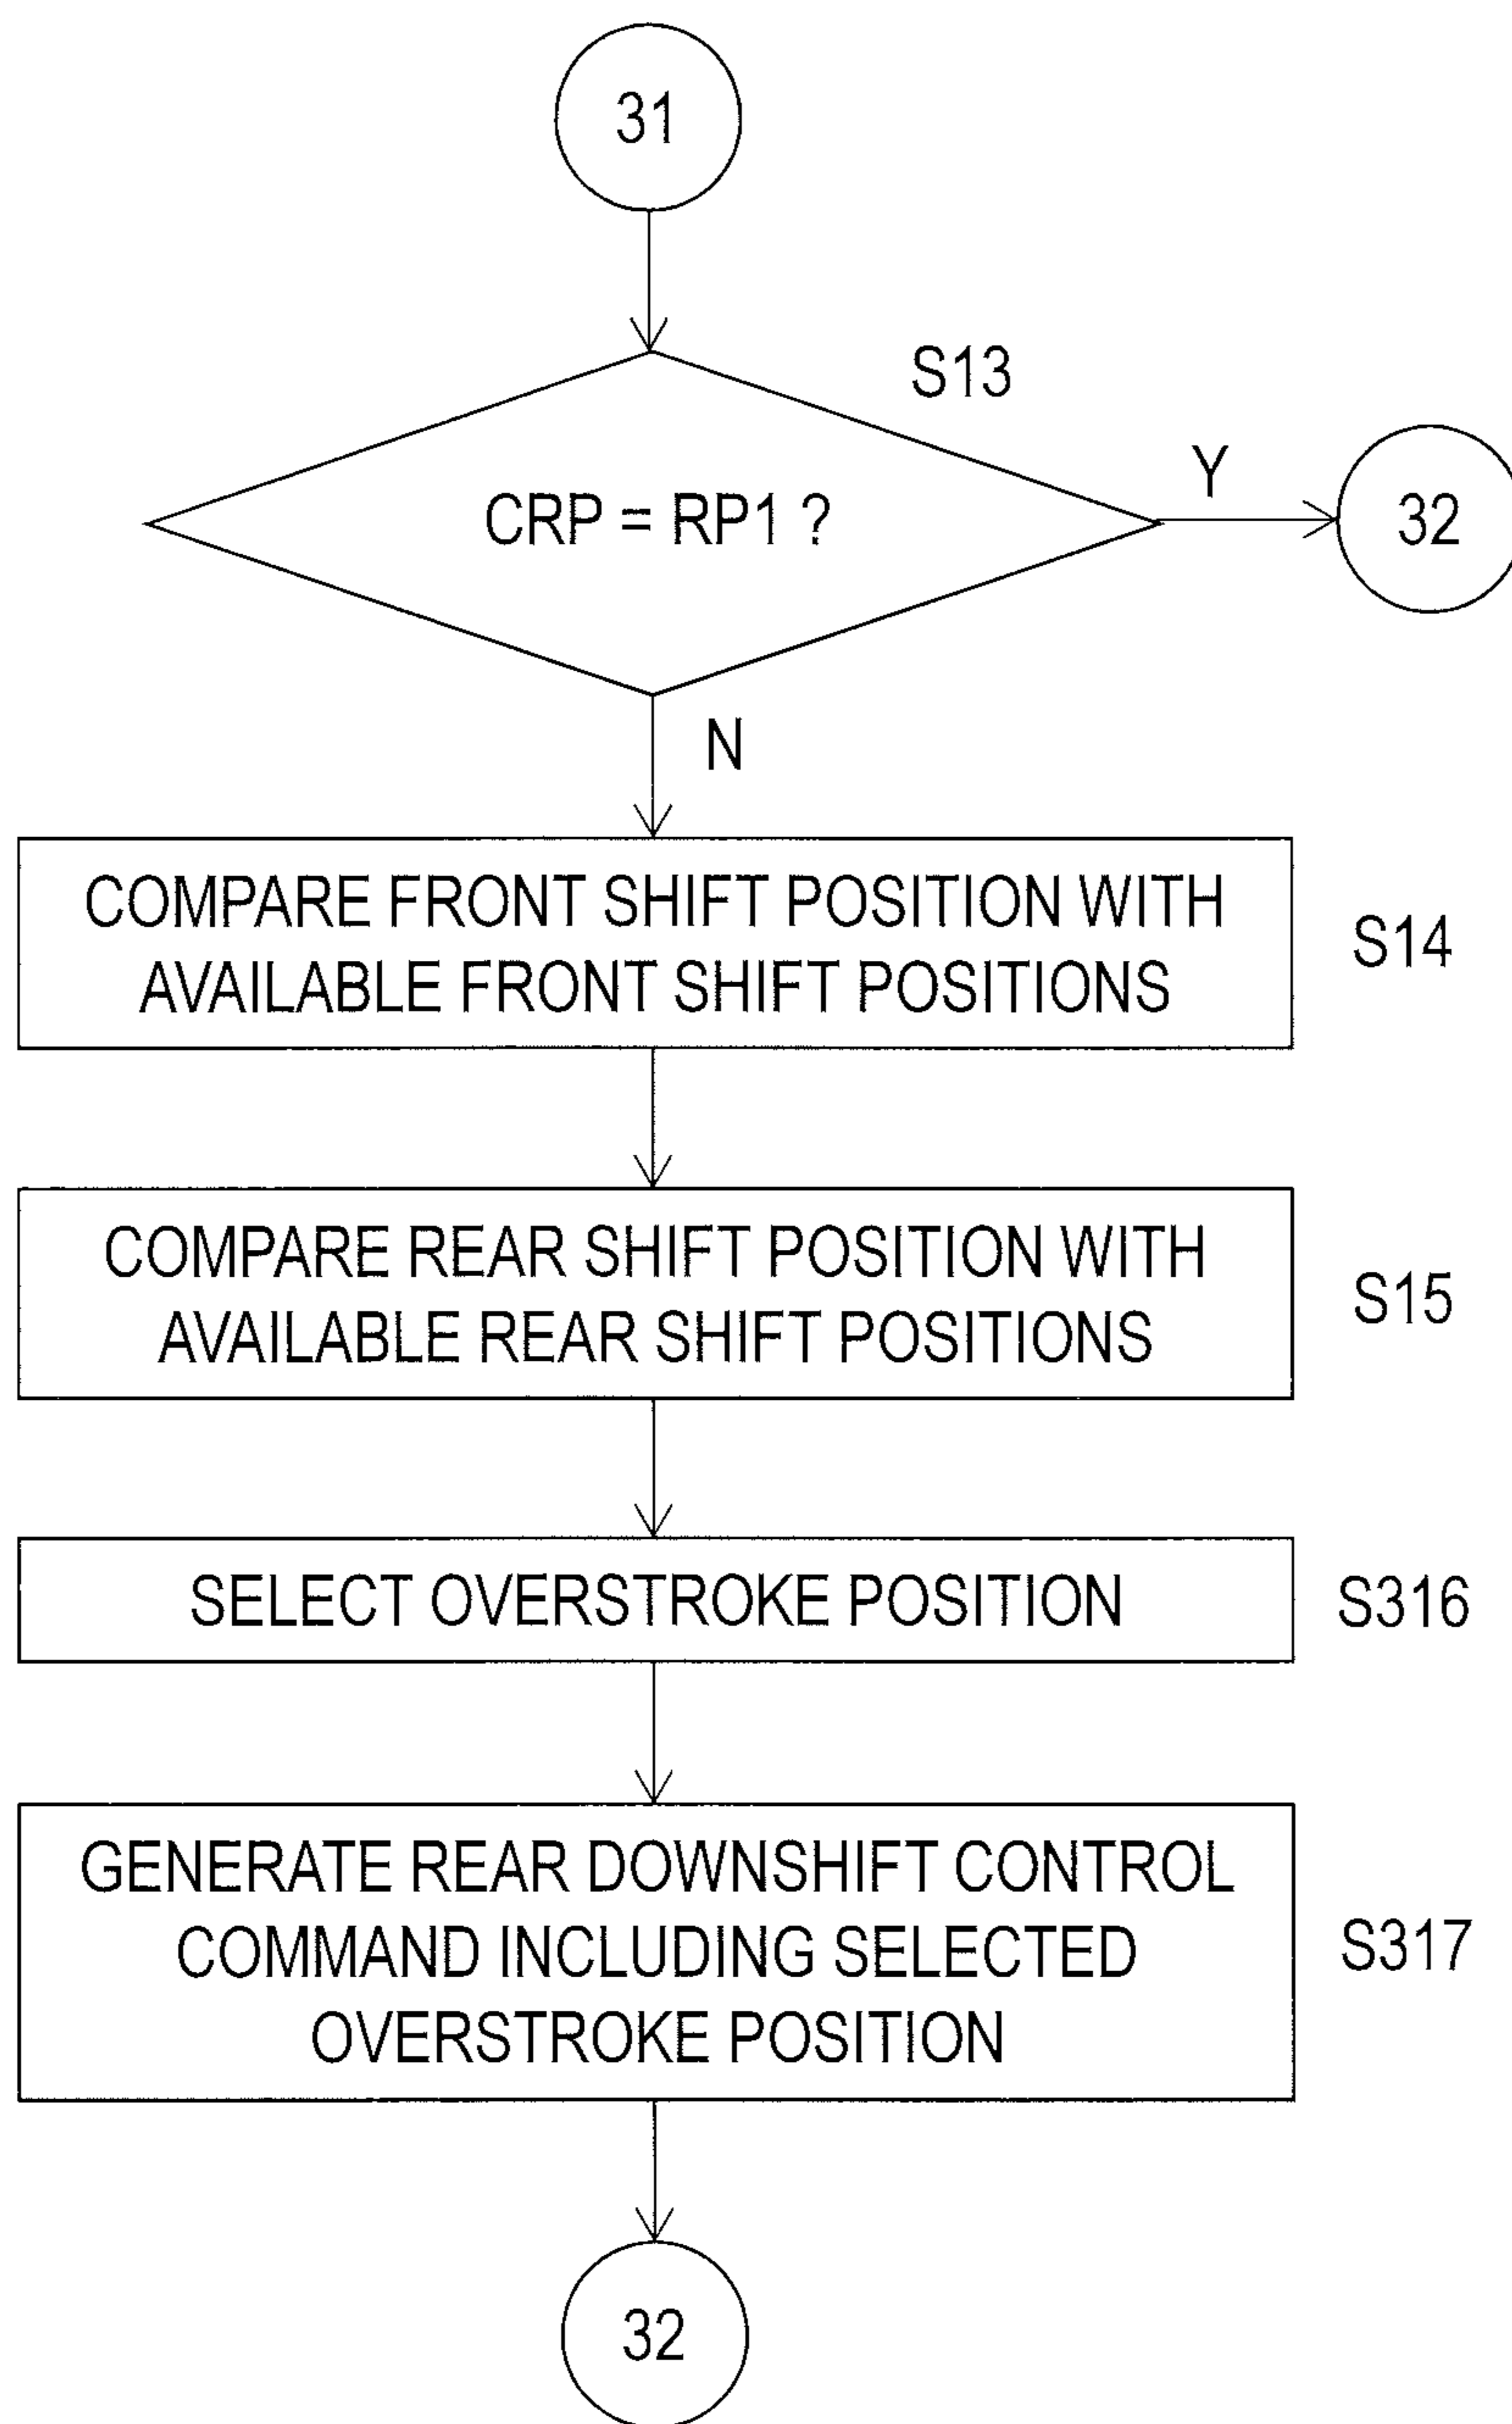 31
S13
CRP = RP1 ?
Y
32
N
COMPARE FRONT SHIFT POSITION WITH
AVAILABLE FRONT SHIFT POSITIONS
S14
COMPARE REAR SHIFT POSITION WITH
AVAILABLE REAR SHIFT POSITIONS
S15
SELECT OVERSTROKE POSITION
S316
GENERATE REAR DOWNSHIFT CONTROL
COMMAND INCLUDING SELECTED
OVERSTROKE POSITION
S317
32